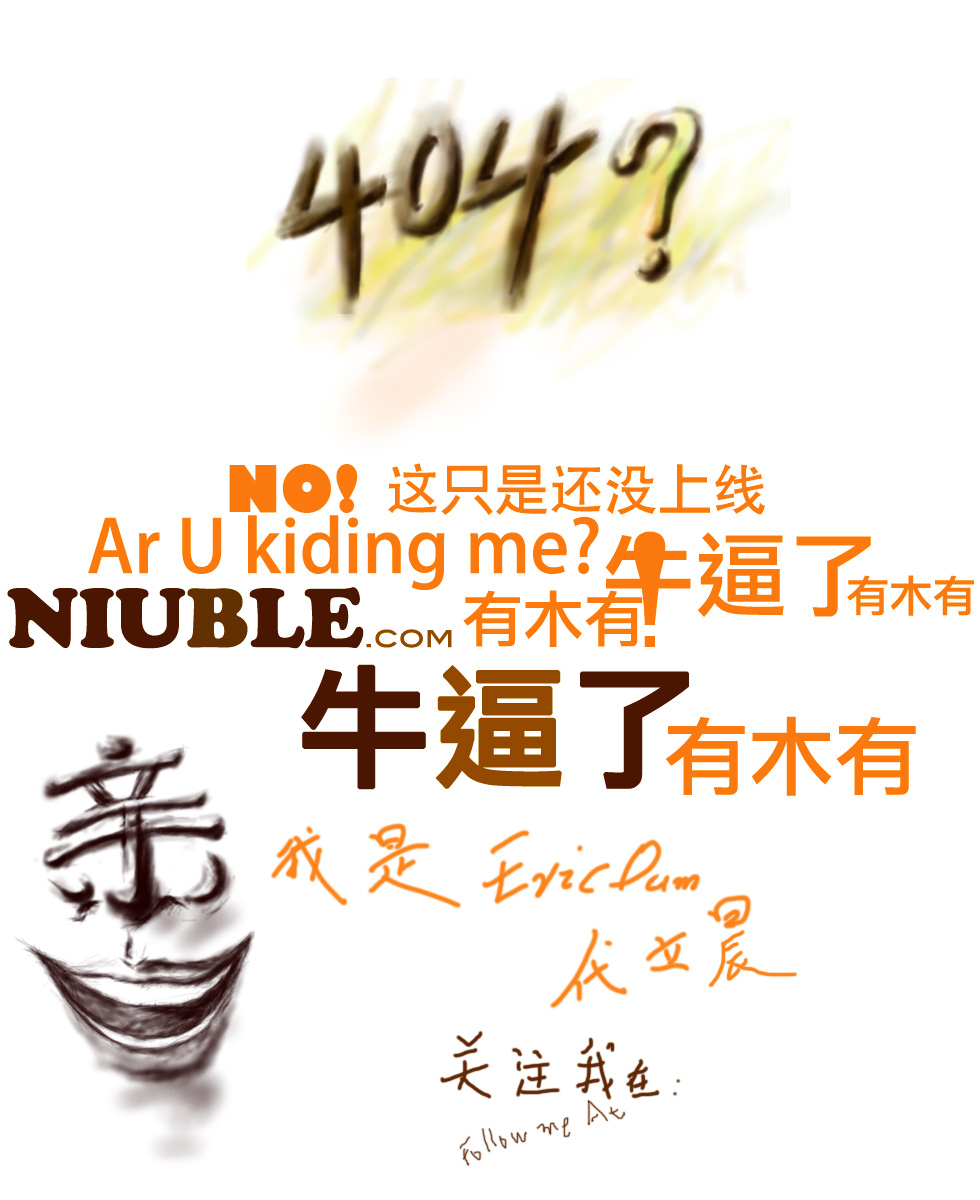 404?
NO! 这只是还没上线
Ar U kiding me? 牛逼了有木有
NIUBLE.COM 有木有!
牛逼了有木有
亲
我是 EricDum
代立晨
关注我在:
Follow me At